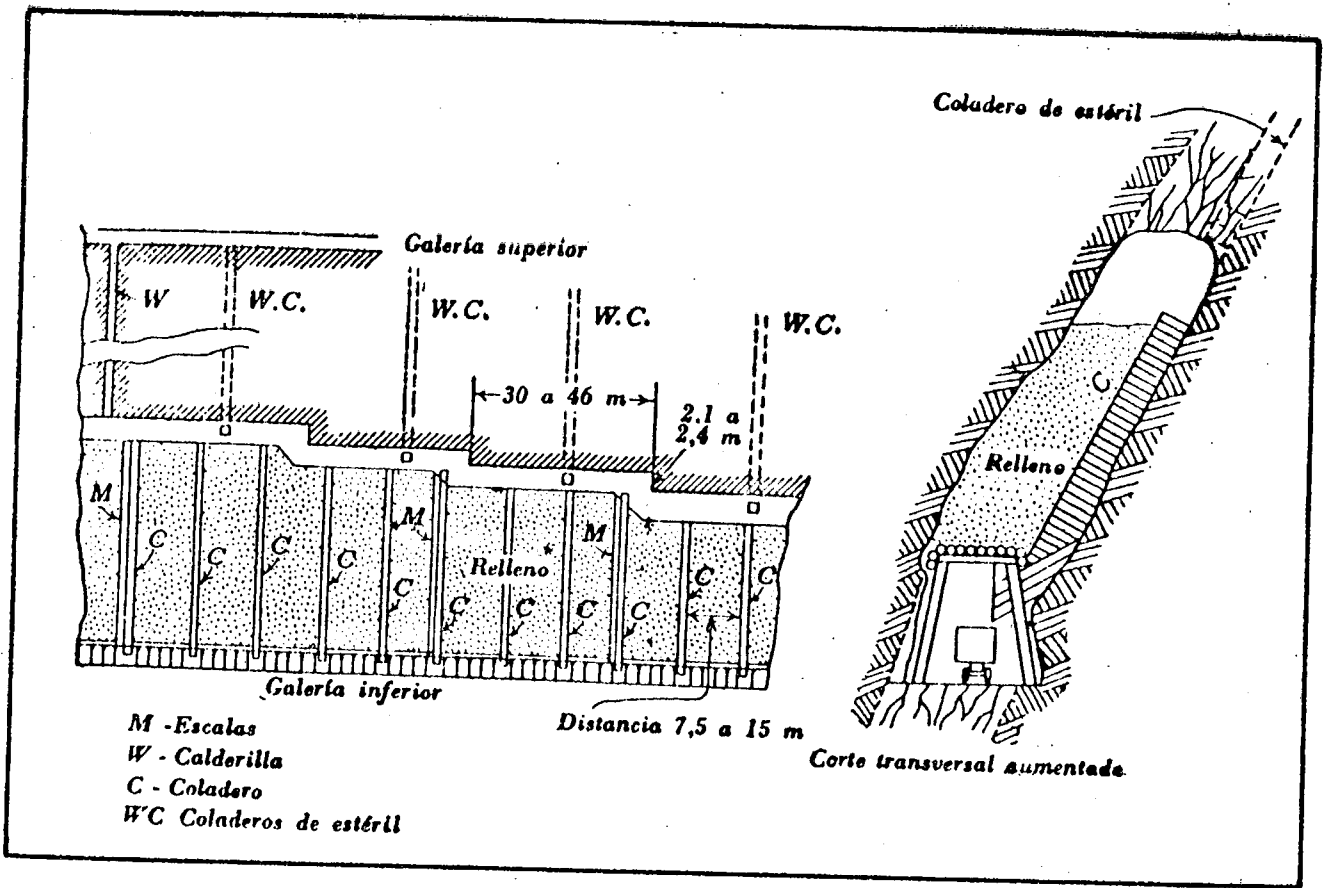 Coladero de estéril
Galería superior
W
W.C.
W.C.
W.C.
W.C.
30 a 46 m
2.1 a
2,4 m
M
C
C
C
C
C
M
C
Relleno
C
C
M
C
C
C
Galería inferior
Distancia 7,5 a 15 m
M - Escalas
W - Calderilla
C - Coladero
WC Coladeros de estéril
C
Relleno
Corte transversal aumentado